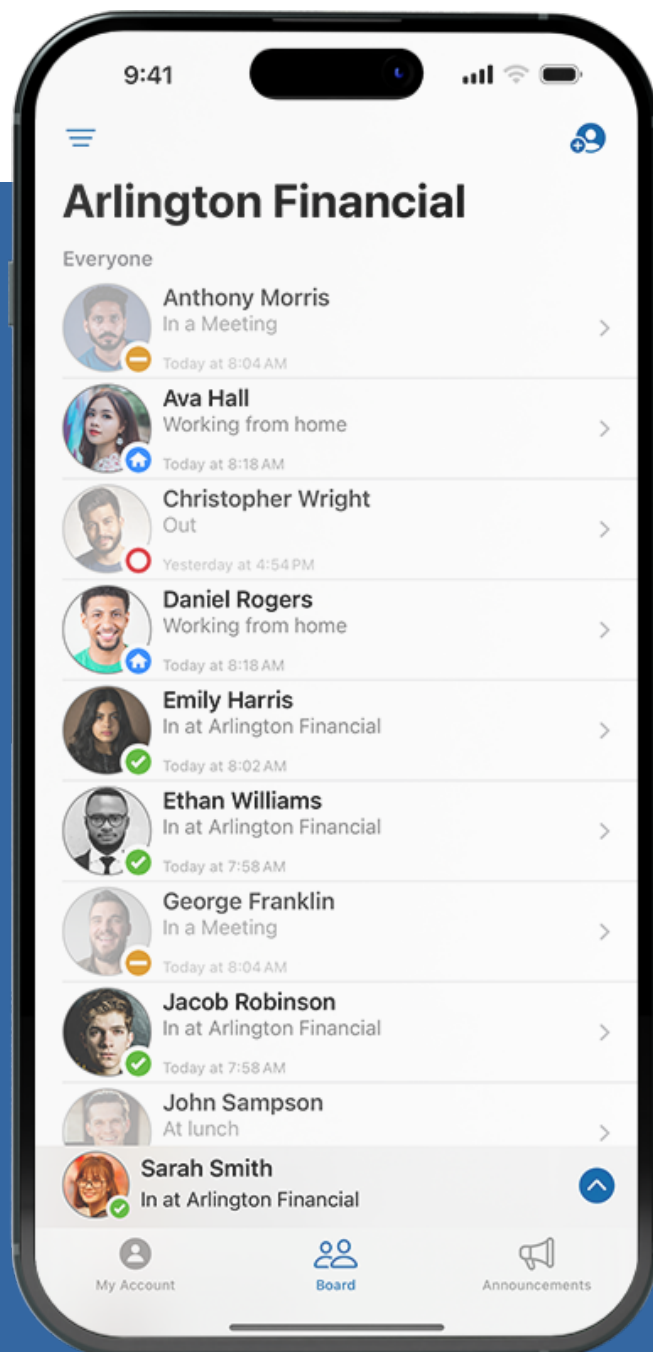 9:41
Arlington Financial
Everyone
Anthony Morris
In a Meeting
Today at 8:04 AM
Ava Hall
Working from home
Today at 8:18 AM
Christopher Wright
Out
Yesterday at 4:54 PM
Daniel Rogers
Working from home
Today at 8:18 AM
Emily Harris
In at Arlington Financial
Today at 8:02 AM
Ethan Williams
In at Arlington Financial
Today at 7:58 AM
George Franklin
In a Meeting
Today at 8:04 AM
Jacob Robinson
In at Arlington Financial
Today at 7:58 AM
John Sampson
At lunch
Sarah Smith
In at Arlington Financial
My Account
Board
Announcements